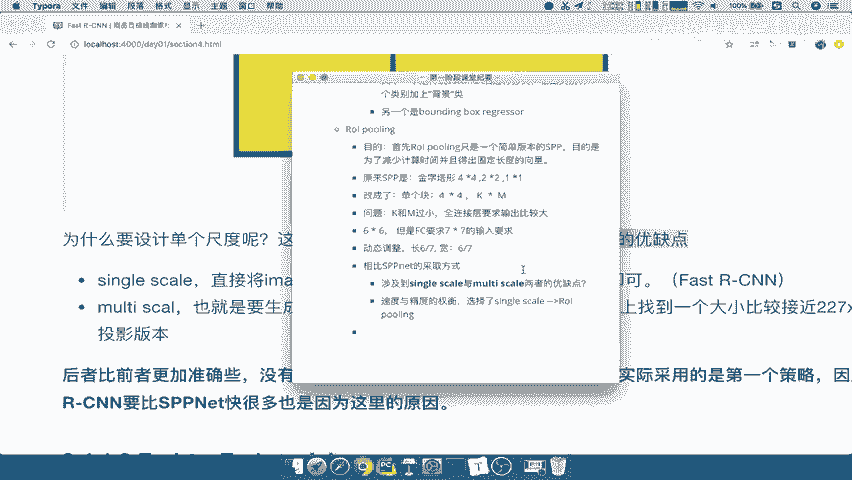 Typora 文件 编辑 段落 格式 显示 主题 窗口 帮助
100%
localhost:4000/day01/section4.html
第一阶段课堂纪要
个类别加上"背景"类
另一个是bounding box regressor
RoI pooling
目的：首先RoI pooling只是一个简单版本的SPP，目的是
为了减少计算时间并且得出固定长度的向量。
原来SPP是：金字塔形 4 *4 ,2 *2 ,1 *1
改成了：单个块：4 * 4 ， K * M
问题：K和M过小，全连接层要求输出比较大
6 * 6， 但是FC要求7 * 7的输入要求
动态调整，长6/7, 宽：6/7
相比SPPnet的采取方式
涉及到single scale与multi scale两者的优缺点?
速度与精度的权衡，选择了single scale —>RoI
pooling
为什么要设计单个尺度呢？这
的优缺点
single scale，直接将ima
可。（Fast R-CNN）
multi scal，也就是要生成
上找到一个大小比较接近227x
投影版本
后者比前者更加准确些，没有
实际采用的是第一个策略，因
R-CNN要比SPPNet快很多也是因为这里的原因。